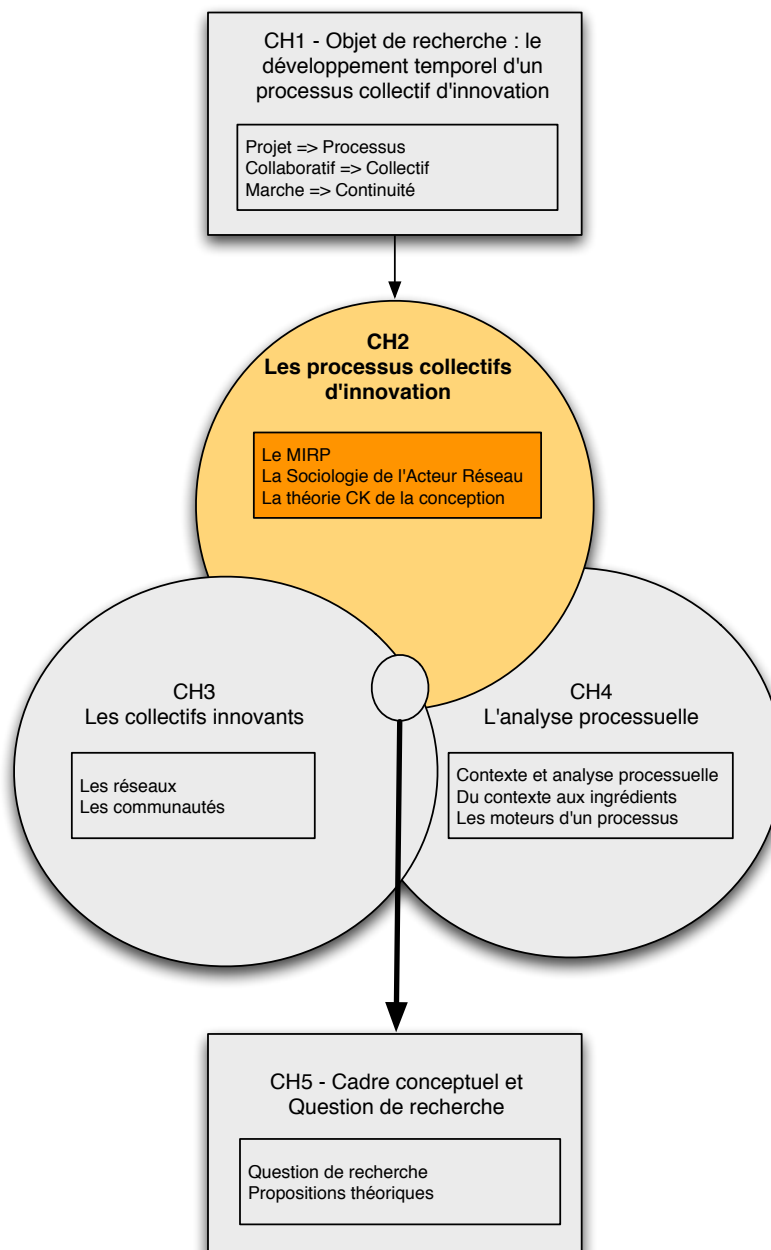 CH1 - Objet de recherche : le
développement temporel d'un
processus collectif d'innovation
Projet => Processus
Collaboratif => Collectif
Marche => Continuité
CH2
Les processus collectifs
d'innovation
Le MIRP
La Sociologie de l'Acteur Réseau
La théorie CK de la conception
CH3
Les collectifs innovants
Les réseaux
Les communautés
CH4
L'analyse processuelle
Contexte et analyse processuelle
Du contexte aux ingrédients
Les moteurs d'un processus
CH5 - Cadre conceptuel et
Question de recherche
Question de recherche
Propositions théoriques